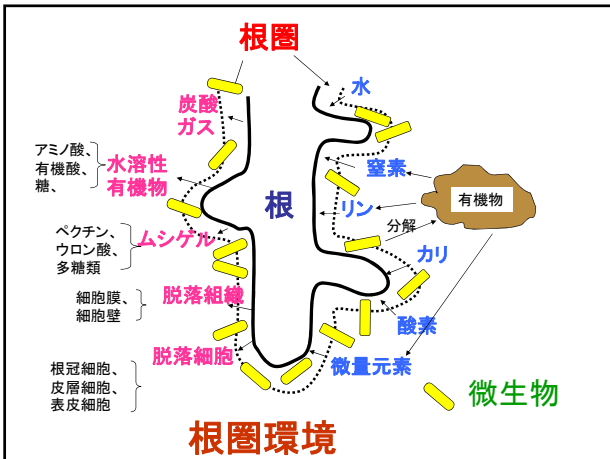 根圏
水
炭酸
ガス
アミノ酸、
有機酸、
糖、
水溶性
有機物
窒素
根
リン
有機物
分解
ペクチン、
ウロン酸、
多糖類
ムシゲル
カリ
細胞膜、
細胞壁
脱落組織
酸素
脱落細胞
微量元素
根冠細胞、
皮層細胞、
表皮細胞
微生物
根圏環境